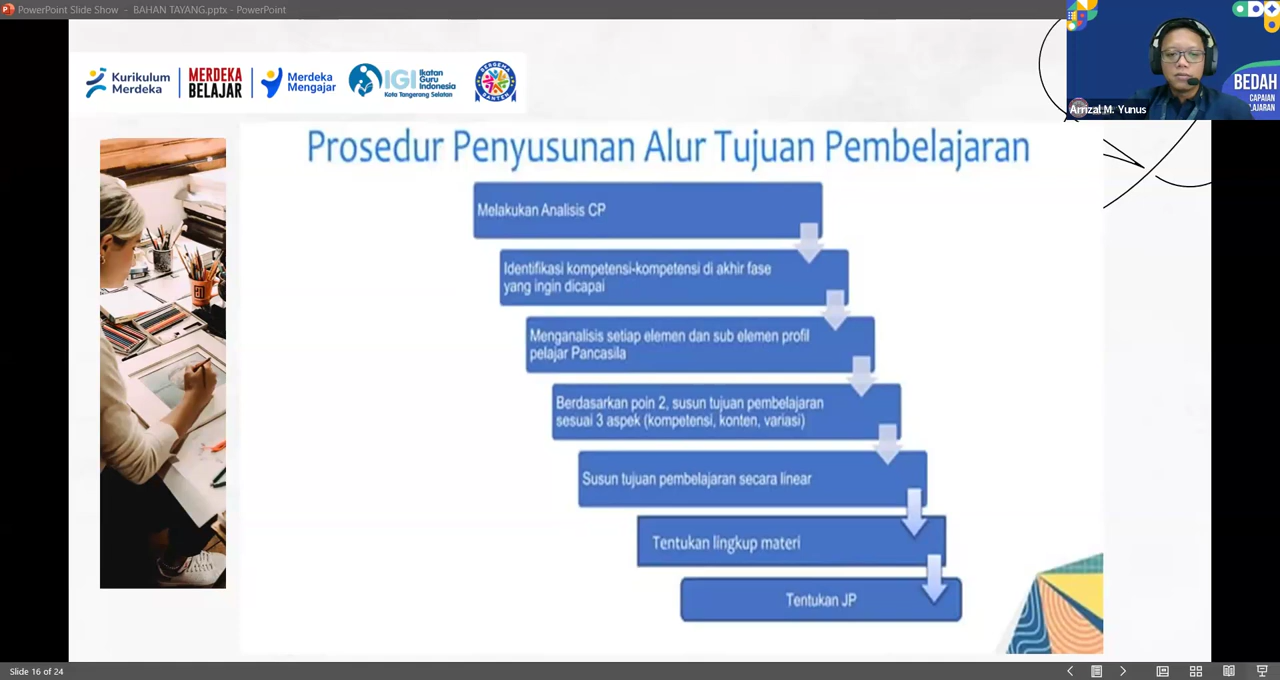 PowerPoint Slide Show - BAHAN TAYANG.pptx - PowerPoint
Kurikulum
Merdeka
MERDEKA
BELAJAR
Merdeka
Mengajar
IGI
Ikatan
Guru
Indonesia
Kota Tangerang Selatan
BEDAH
CAPAIAN
LAJARAN
Arrizal M. Yunus
Prosedur Penyusunan Alur Tujuan Pembelajaran
Melakukan Analisis CP
Identifikasi kompetensi-kompetensi di akhir fase
yang ingin dicapai
Menganalisis setiap elemen dan sub elemen profil
pelajar Pancasila
Berdasarkan poin 2, susun tujuan pembelajaran
sesuai 3 aspek (kompetensi, konten, variasi)
Susun tujuan pembelajaran secara linear
Tentukan lingkup materi
Tentukan JP
Slide 16 of 24